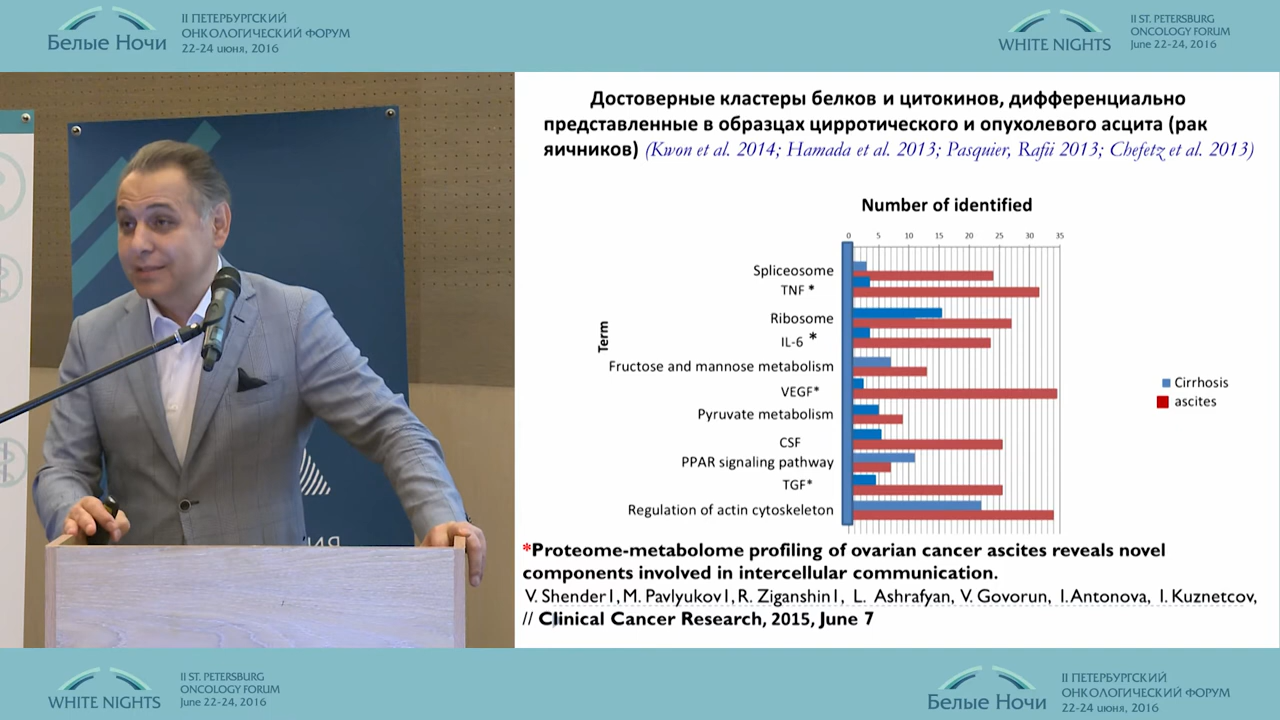 II ПЕТЕРБУРГСКИЙ
ОНКОЛОГИЧЕСКИЙ ФОРУМ
Белые Ночи
22-24 июня, 2016
II ST. PETERSBURG
ONCOLOGY FORUM
WHITE NIGHTS
June 22-24, 2016
Достоверные кластеры белков и цитокинов, дифференциально
представленные в образцах цирротического и опухолевого асцита (рак
яичников) (Kwon et al. 2014; Hamada et al. 2013; Pasquier, Rafii 2013; Chefetz et al. 2013)
Number of identified
0 5 10 15 20 25 30 35
Term
Spliceosome
TNF *
Ribosome
IL-6 *
Fructose and mannose metabolism
VEGF*
Pyruvate metabolism
CSF
PPAR signaling pathway
TGF*
Regulation of actin cytoskeleton
Cirrhosis
ascites
*Proteome-metabolome profiling of ovarian cancer ascites reveals novel
components involved in intercellular communication.
V. Shender1, M. Pavlyukov1, R. Ziganshin1, L. Ashrafyan, V. Govorun, I. Antonova, I. Kuznetcov,
// Clinical Cancer Research, 2015, June 7
II ST. PETERSBURG
ONCOLOGY FORUM
WHITE NIGHTS
June 22-24, 2016
II ПЕТЕРБУРГСКИЙ
ОНКОЛОГИЧЕСКИЙ ФОРУМ
Белые Ночи
22-24 июня, 2016